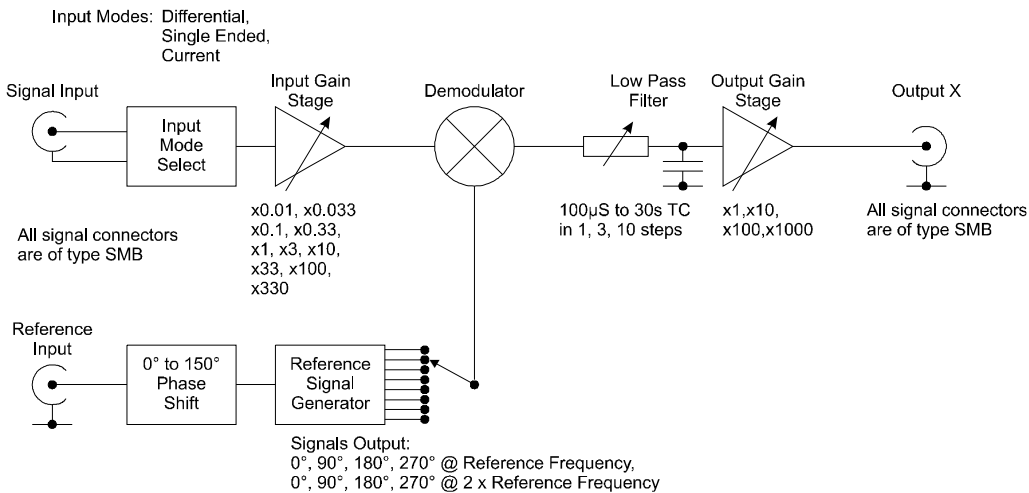 Input Modes: Differential,
Single Ended,
Current
Signal Input
Input
Mode
Select
Input Gain
Stage
Demodulator
Low Pass
Filter
Output Gain
Stage
Output X
x0.01, x0.033
x0.1, x0.33,
x1, x3, x10,
x33, x100,
x330
100µS to 30s TC
in 1, 3, 10 steps
x1,x10,
x100,x1000
All signal connectors
are of type SMB
All signal connectors
are of type SMB
Reference
Input
0° to 150°
Phase
Shift
Reference
Signal
Generator
Signals Output:
0°, 90°, 180°, 270° @ Reference Frequency,
0°, 90°, 180°, 270° @ 2 x Reference Frequency